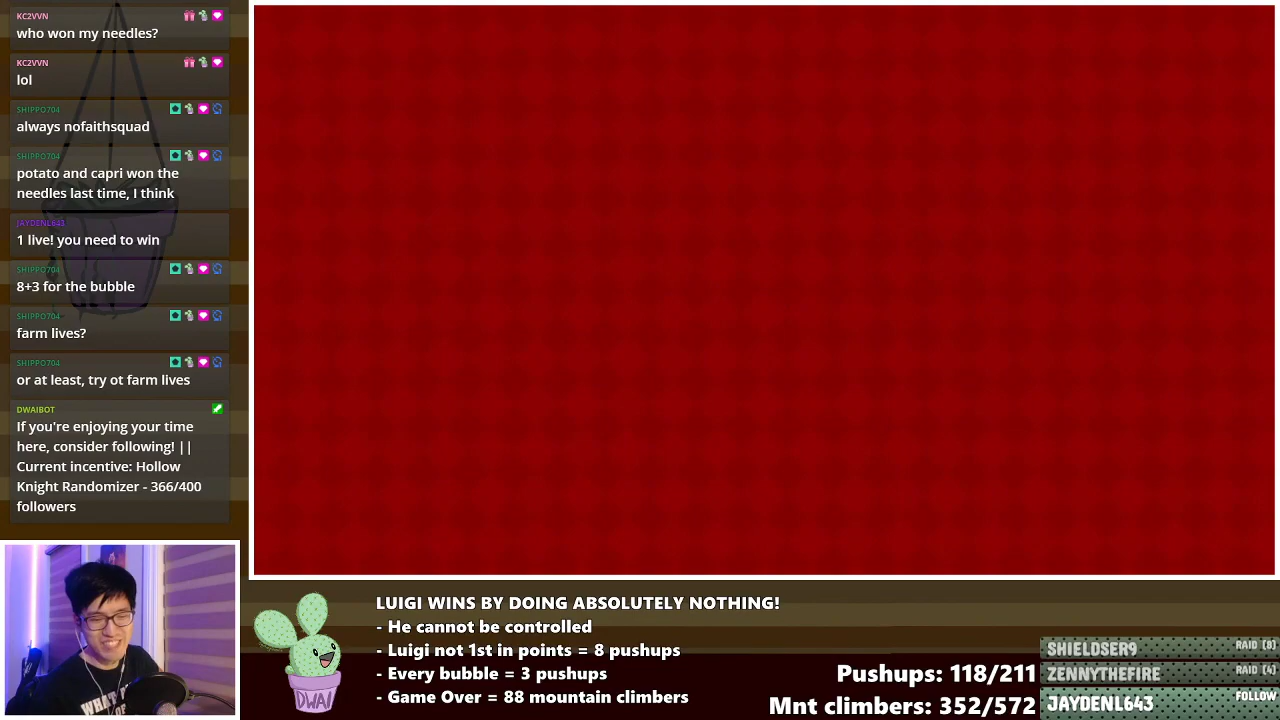 KC2VVN
who won my needles?
KC2VVN
lol
SHIPPO704
always nofaithsquad
SHIPPO704
potato and capri won the
needles last time, I think
JAYDENL643
1 live! you need to win
SHIPPO704
8+3 for the bubble
SHIPPO704
farm lives?
SHIPPO704
or at least, try ot farm lives
DWAIBOT
If you're enjoying your time
here, consider following! ||
Current incentive: Hollow
Knight Randomizer - 366/400
followers
DWAI
LUIGI WINS BY DOING ABSOLUTELY NOTHING!
- He cannot be controlled
- Luigi not 1st in points = 8 pushups
- Every bubble = 3 pushups
- Game Over = 88 mountain climbers
Pushups: 118/211
Mnt climbers: 352/572
SHIELDSER9 RAID (8)
ZENNYTHEFIRE RAID (4)
JAYDENL643 FOLLOW